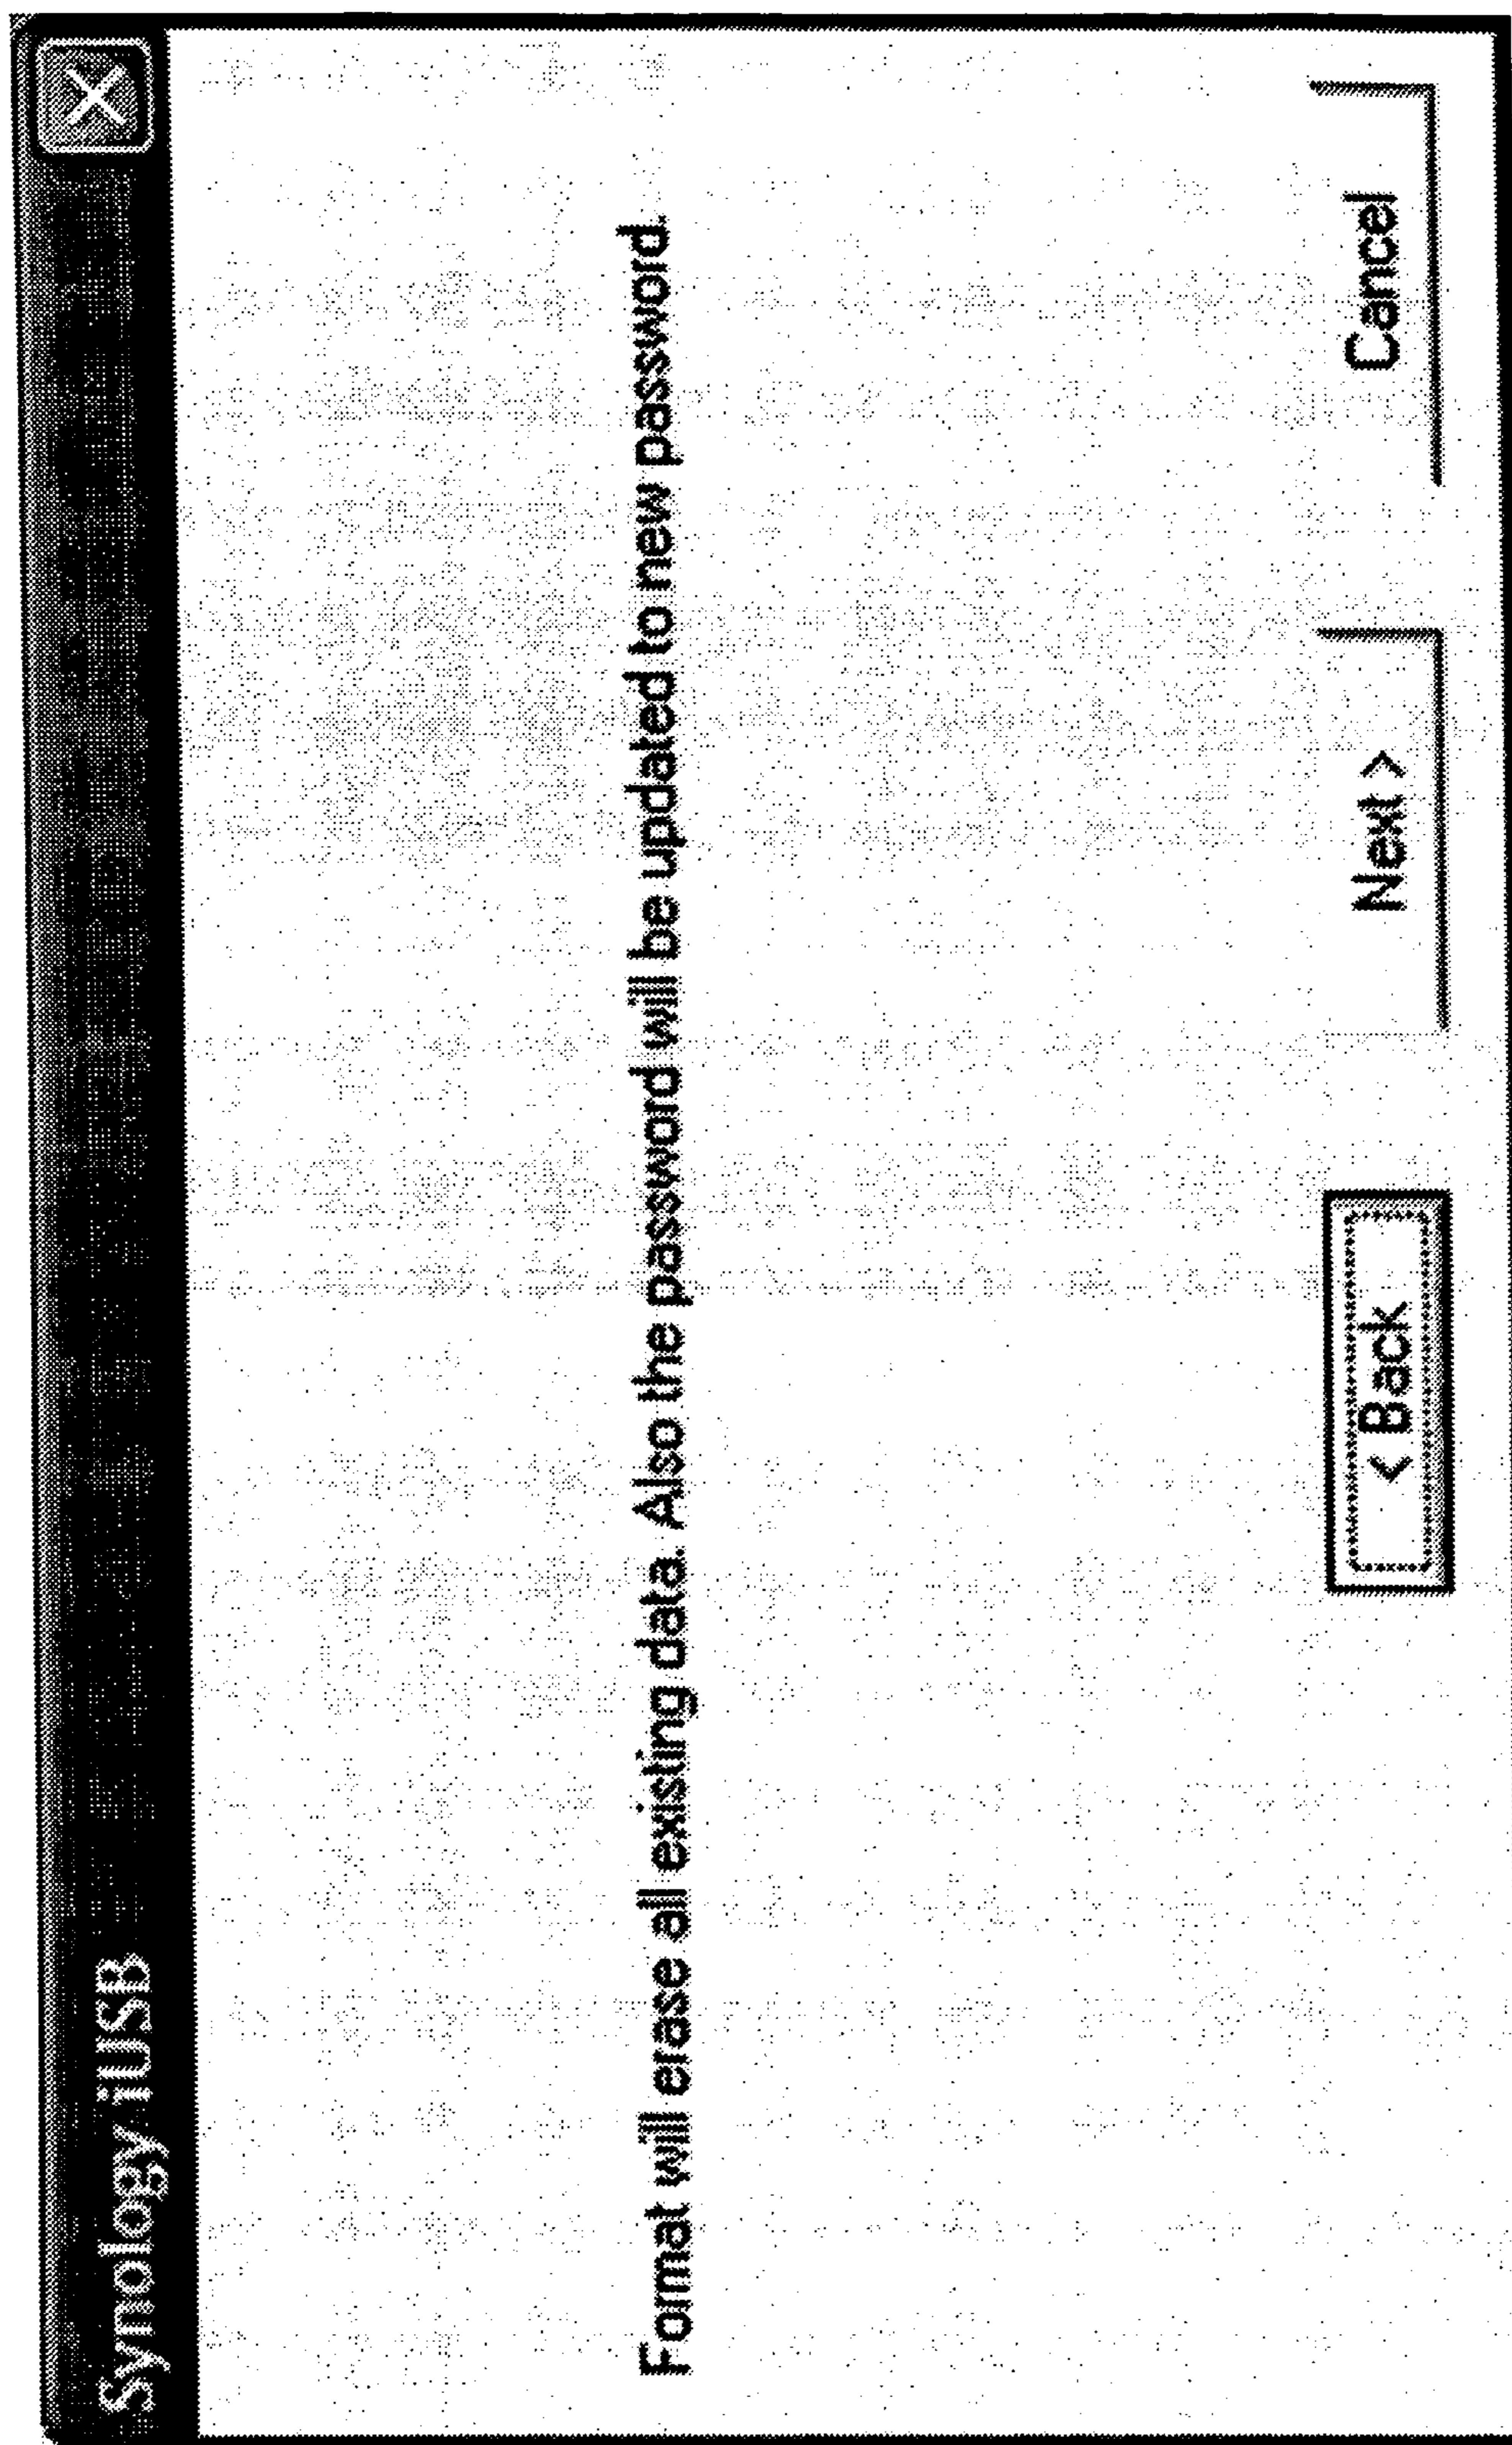 Synology iUSB
Format will erase all existing data. Also the password will be updated to new password.
< Back
Next >
Cancel